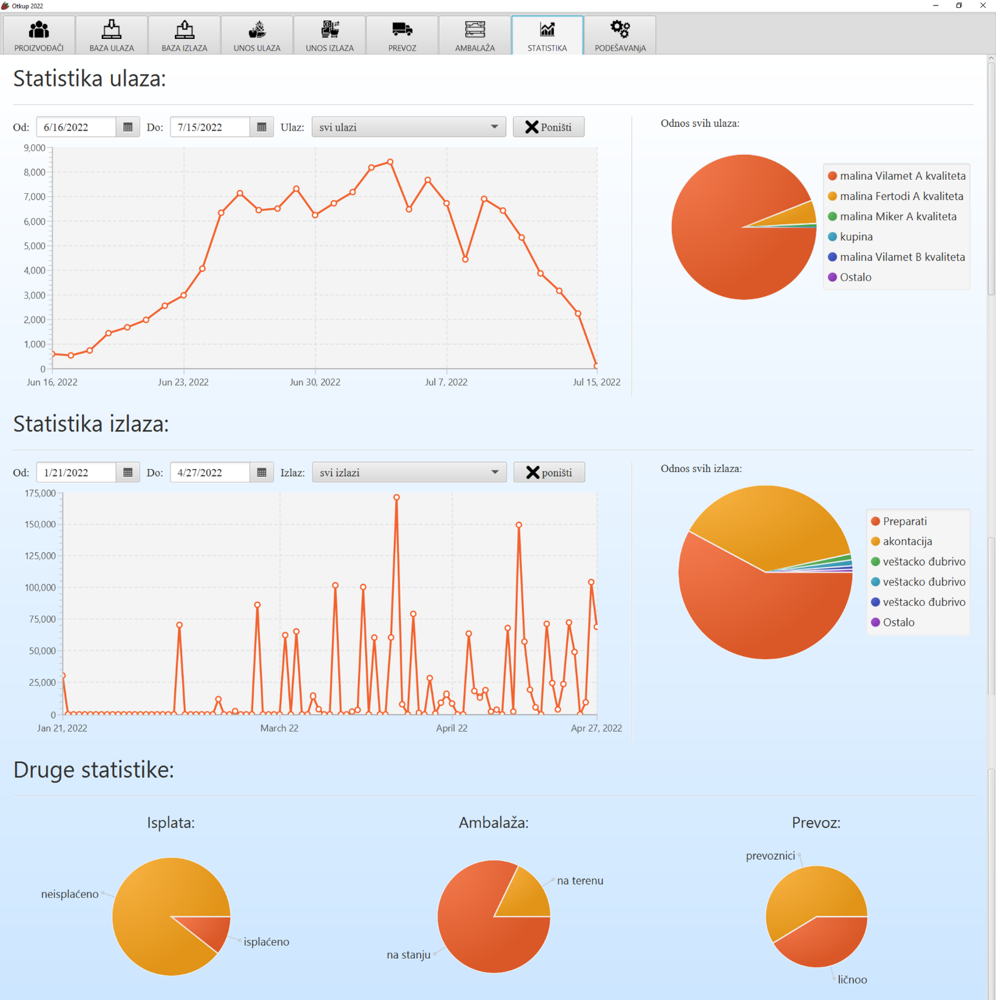 Otkup 2022
PROIZVOĐAČI
BAZA ULAZA
BAZA IZLAZA
UNOS ULAZA
UNOS IZLAZA
PREVOZ
AMBALAŽA
STATISTIKA
PODEŠAVANjA
Statistika ulaza:
Od: 6/16/2022 Do: 7/15/2022 Ulaz: svi ulazi Poništi
9,000
8,000
7,000
6,000
5,000
4,000
3,000
2,000
1,000
0
Jun 16, 2022 Jun 23, 2022 Jun 30, 2022 Jul 7, 2022 Jul 15, 2022
Odnos svih ulaza:
malina Vilamet A kvaliteta
malina Fertodi A kvaliteta
malina Miker A kvaliteta
kupina
malina Vilamet B kvaliteta
Ostalo
Statistika izlaza:
Od: 1/21/2022 Do: 4/27/2022 Izlaz: svi izlazi poništi
175,000
150,000
125,000
100,000
75,000
50,000
25,000
0
Jan 21, 2022 March 22 April 22 Apr 27, 2022
Odnos svih izlaza:
Preparati
akontacija
veštacko đubrivo
veštacko đubrivo
veštacko đubrivo
Ostalo
Druge statistike:
Isplata:
neisplaćeno
isplaćeno
Ambalaža:
na terenu
na stanju
Prevoz:
prevoznici
ličnoo